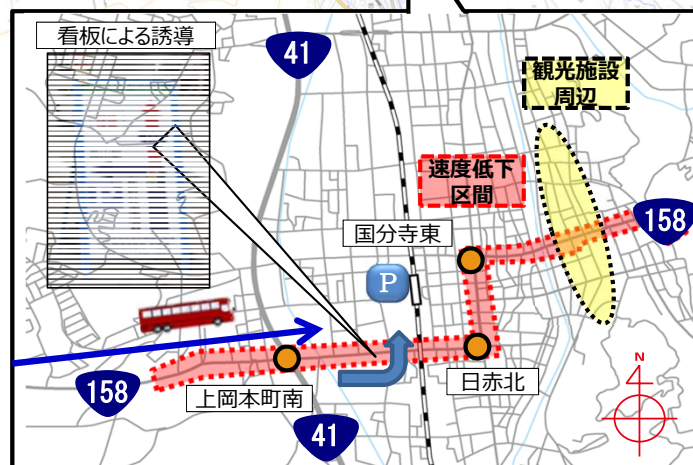 看板による誘導
41
観光施設
周辺
速度低下
区間
158
国分寺東
P
日赤北
158
上岡本町南
41
N